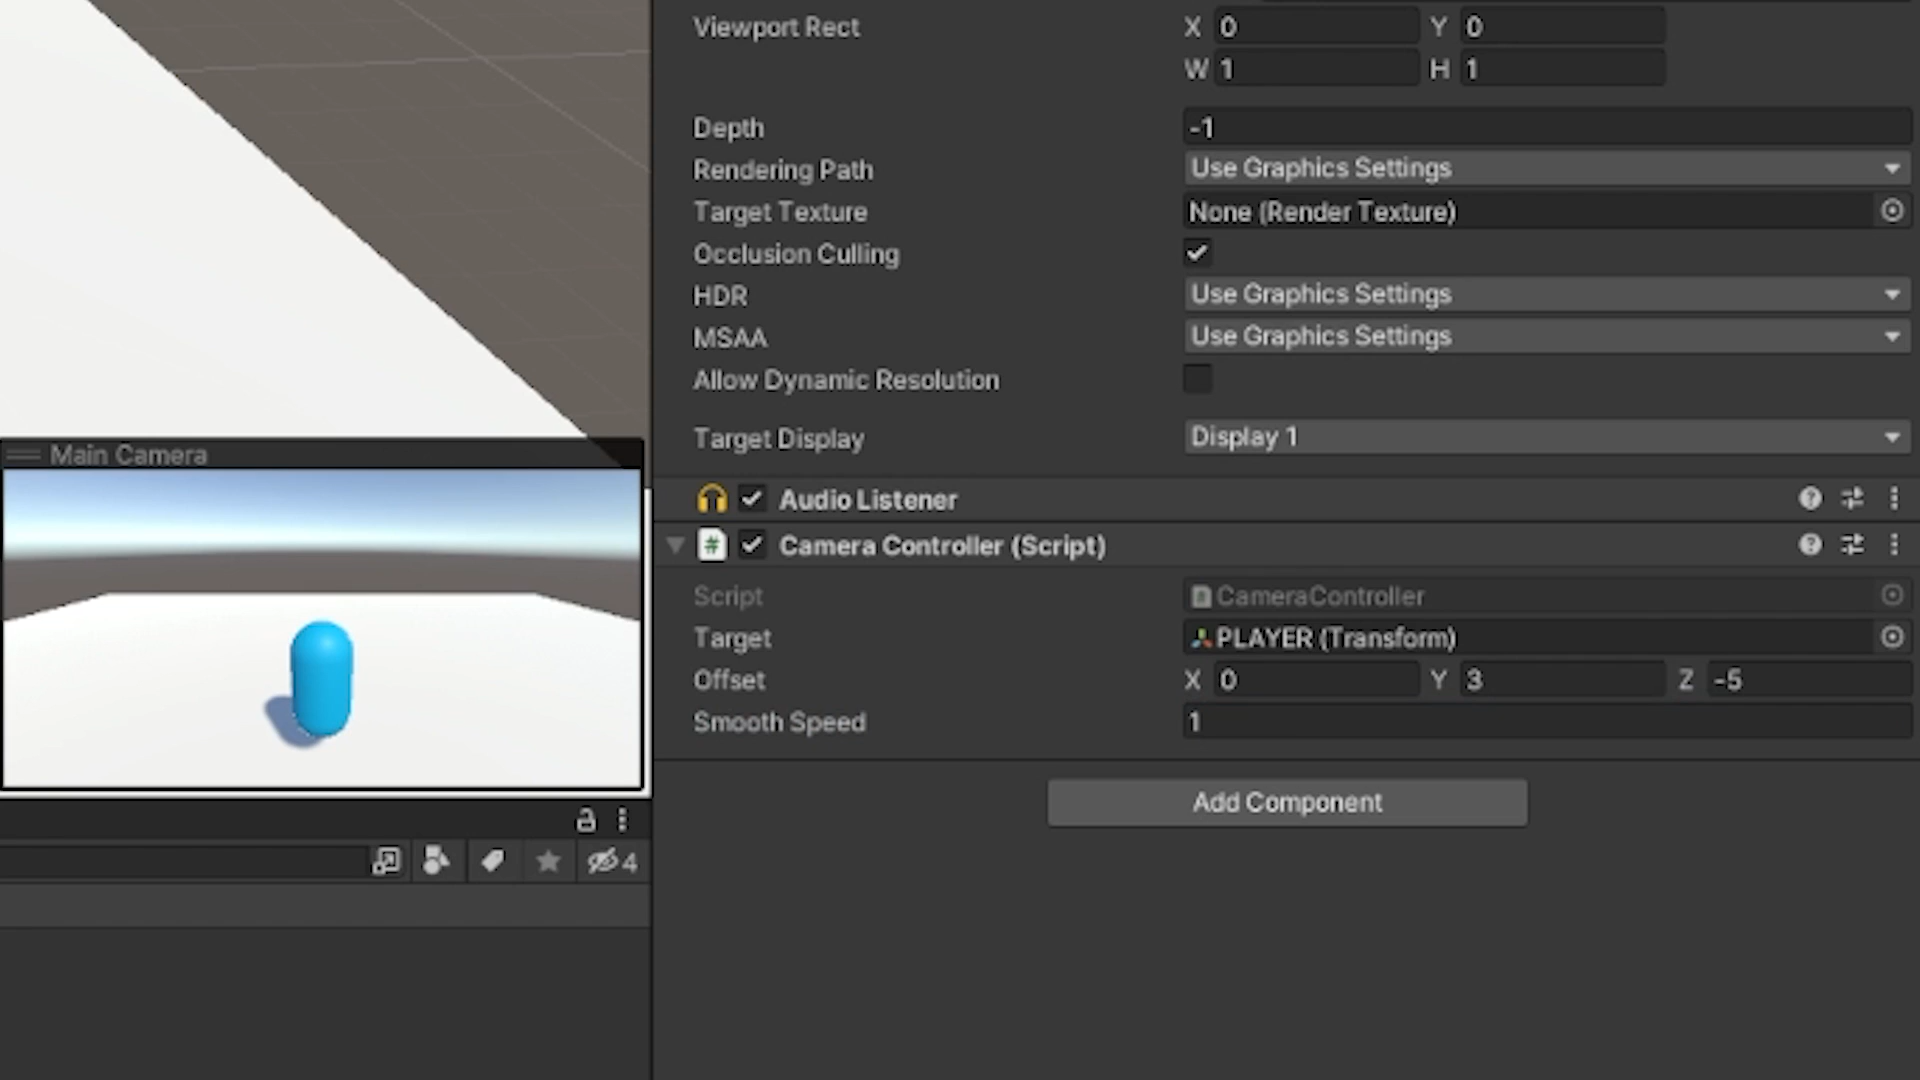 Viewport Rect X 0 Y 0
W 1 H 1
Depth -1
Rendering Path Use Graphics Settings
Target Texture None (Render Texture)
Occlusion Culling
HDR Use Graphics Settings
MSAA Use Graphics Settings
Allow Dynamic Resolution
Target Display Display 1
Main Camera
Audio Listener
# Camera Controller (Script)
Script CameraController
Target PLAYER (Transform)
Offset X 0 Y 3 Z -5
Smooth Speed 1
Add Component
4